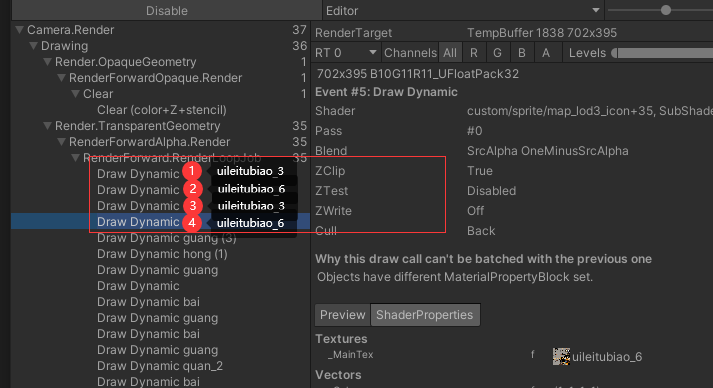 Disable
Editor
Camera.Render 37
Drawing 36
Render.OpaqueGeometry 1
RenderForwardOpaque.Render 1
Clear 1
Clear (color+Z+stencil)
Render.TransparentGeometry 35
RenderForwardAlpha.Render 35
RenderForward.RenderLoopJob 35
Draw Dynamic 1 uileitubiao_3
Draw Dynamic 2 uileitubiao_6
Draw Dynamic 3 uileitubiao_3
Draw Dynamic 4 uileitubiao_6
Draw Dynamic guang (3)
Draw Dynamic hong (1)
Draw Dynamic guang
Draw Dynamic
Draw Dynamic bai
Draw Dynamic guang
Draw Dynamic bai
Draw Dynamic guang
Draw Dynamic quan_2
Draw Dynamic bai
RenderTarget TempBuffer 1838 702x395
RT 0 Channels All R G B A Levels
702x395 B10G11R11_UFloatPack32
Event #5: Draw Dynamic
Shader custom/sprite/map_lod3_icon+35, SubShade
Pass #0
Blend SrcAlpha OneMinusSrcAlpha
ZClip True
ZTest Disabled
ZWrite Off
Cull Back
Why this draw call can't be batched with the previous one
Objects have different MaterialPropertyBlock set.
Preview ShaderProperties
Textures
_MainTex f uileitubiao_6
Vectors